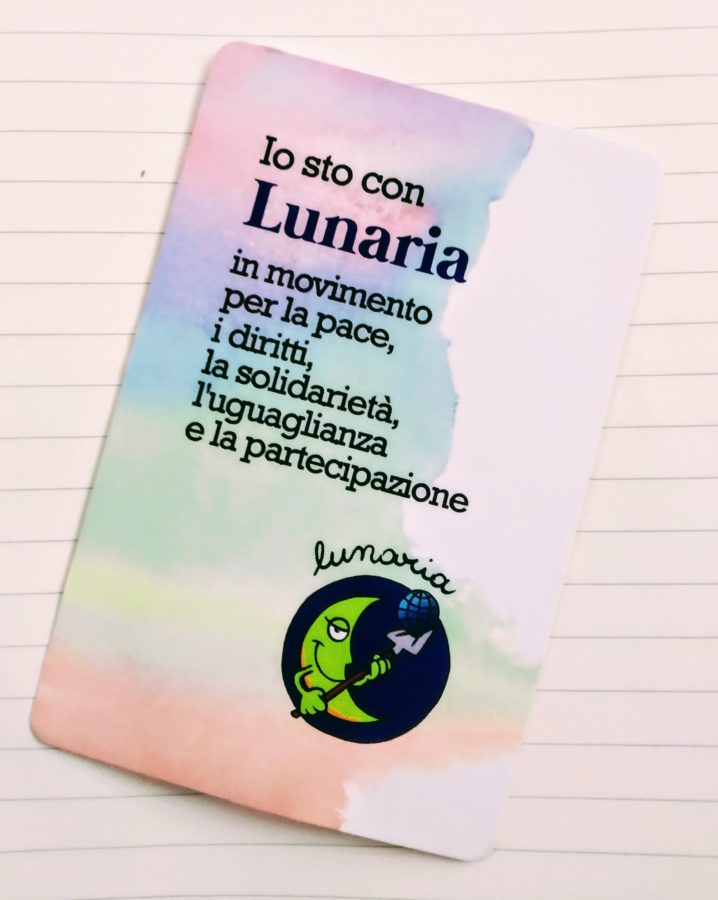 Io sto con
Lunaria
in movimento
per la pace,
i diritti,
la solidarietà,
l'uguaglianza
e la partecipazione
lunaria